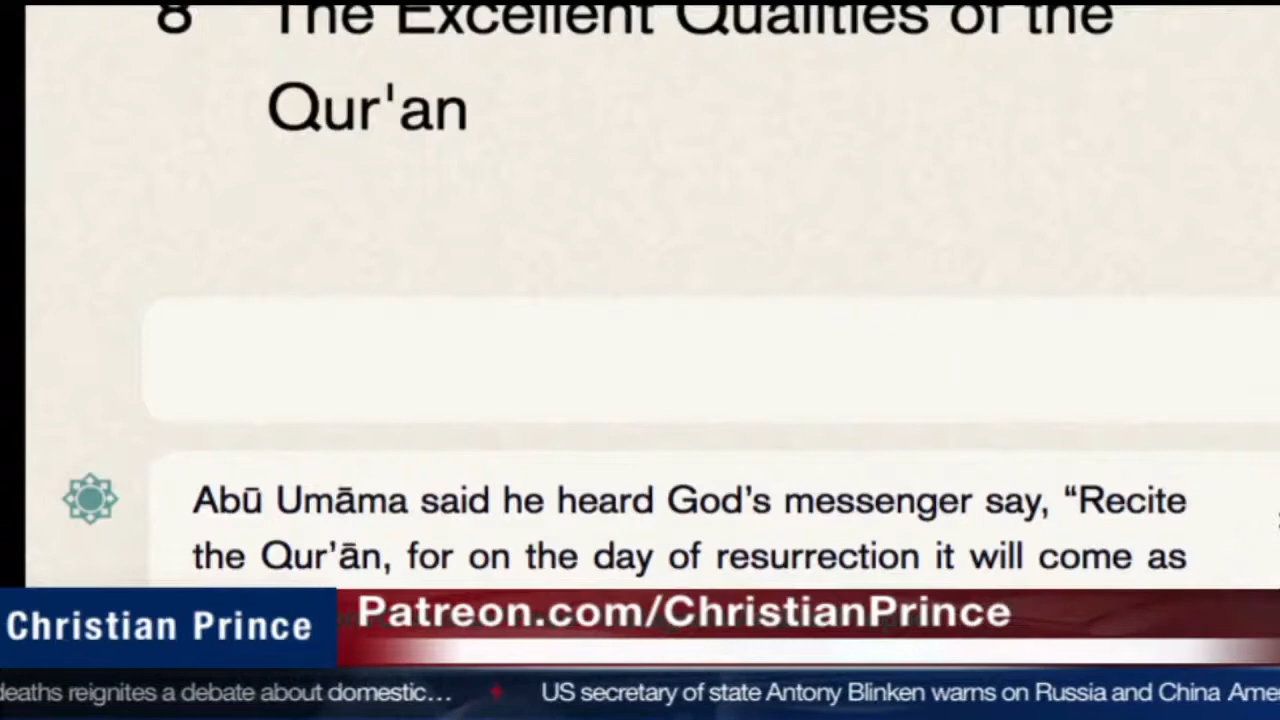 8 The Excellent Qualities of the
Qur'an
Abū Umāma said he heard God’s messenger say, “Recite
the Qur’ān, for on the day of resurrection it will come as
Christian Prince
Patreon.com/ChristianPrince
deaths reignites a debate about domestic... US secretary of state Antony Blinken warns on Russia and China Ame